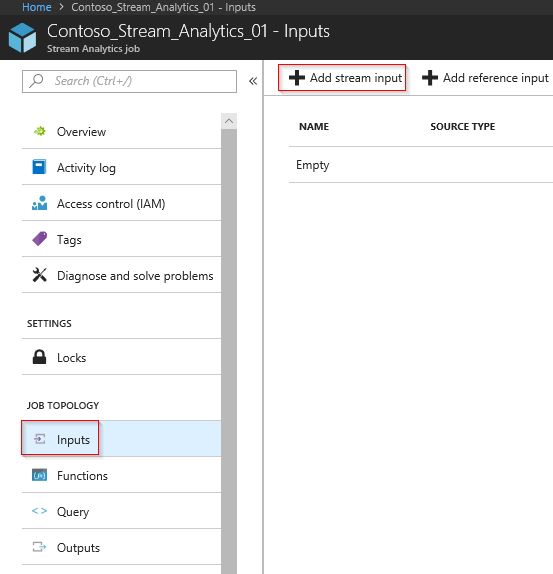 Home > Contoso_Stream_Analytics_01 - Inputs
Contoso_Stream_Analytics_01 - Inputs
Stream Analytics job
Search (Ctrl+/)
Overview
Activity log
Access control (IAM)
Tags
Diagnose and solve problems
SETTINGS
Locks
JOB TOPOLOGY
Inputs
Functions
Query
Outputs
Add stream input
Add reference input
NAME SOURCE TYPE
Empty